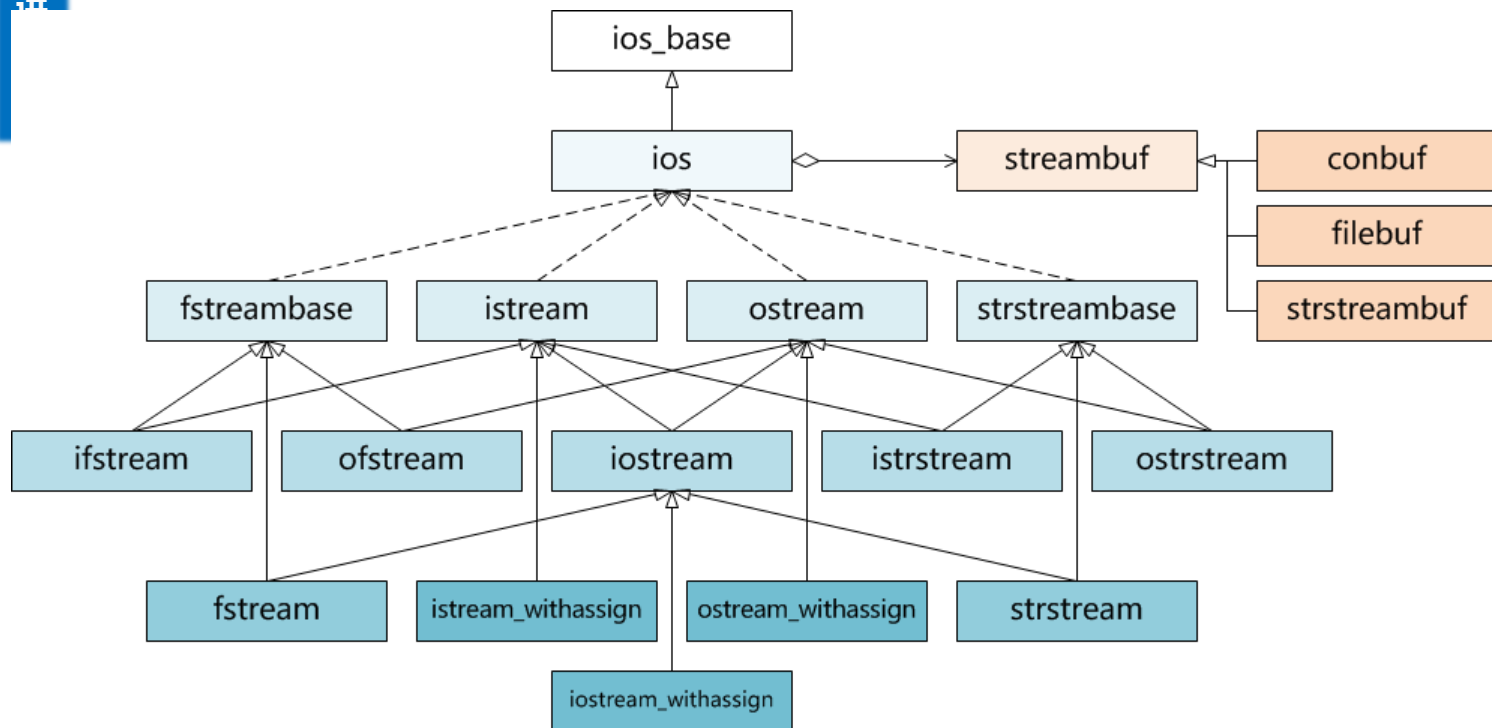 ios_base
ios
streambuf
conbuf
filebuf
fstreambase
istream
ostream
strstreambase
strstreambuf
ifstream
ofstream
iostream
istrstream
ostrstream
fstream
istream_withassign
ostream_withassign
strstream
iostream_withassign